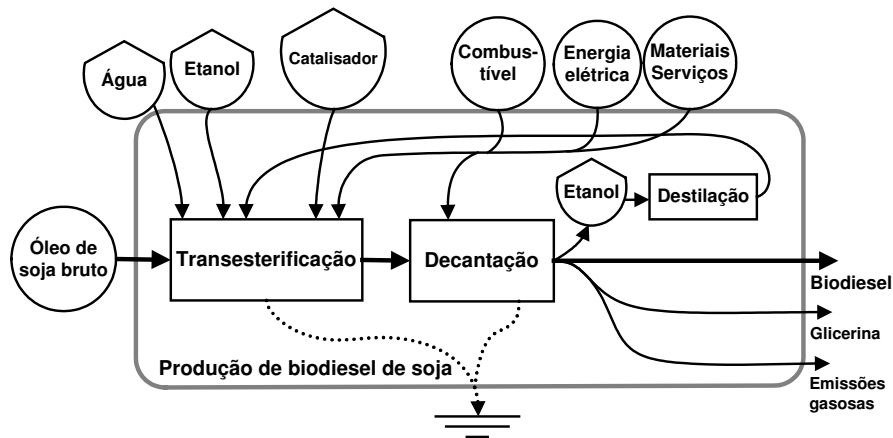 Água
Etanol
Catalisador
Combus-
tível
Energia
elétrica
Materiais
Serviços
Etanol
Destilação
Óleo de
soja bruto
Transesterificação
Decantação
Biodiesel
Glicerina
Produção de biodiesel de soja
Emissões
gasosas